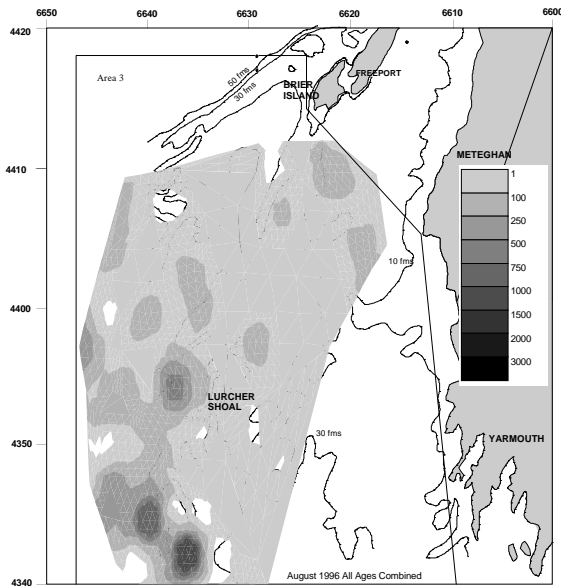 6650 6640 6630 6620 6610 6600
4420
Area 3
50 fms
30 fms
BRIER
ISLAND
FREEPORT
4410
METEGHAN
1
100
250
500
750
1000
1500
2000
3000
10 fms
4400
LURCHER
SHOAL
30 fms
YARMOUTH
4350
4340
August 1996 All Ages Combined